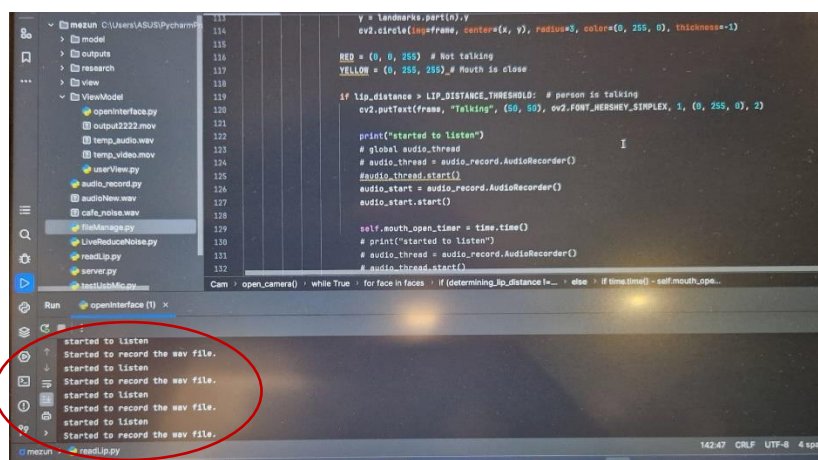 mezun C:\Users\ASUS\PycharmPr
model
outputs
research
view
ViewModel
openInterface.py
output2222.mov
temp_audio.wav
temp_video.mov
userView.py
audio_record.py
audioNew.wav
cafe_noise.wav
fileManage.py
LiveReduceNoise.py
readLip.py
server.py
testUsbMic.py
113 y = landmarks.part(n).y
114 cv2.circle(img=frame, center=(x, y), radius=3, color=(0, 255, 0), thickness=-1)
115
116 RED = (0, 0, 255) # Not talking
117 YELLOW = (0, 255, 255) # Mouth is close
118
119 if lip_distance > LIP_DISTANCE_THRESHOLD: # person is talking
120 cv2.putText(frame, "Talking", (50, 50), cv2.FONT_HERSHEY_SIMPLEX, 1, (0, 255, 0), 2)
121
122 print("started to listen")
123 # global audio_thread
124 # audio_thread = audio_record.AudioRecorder()
125 #audio_thread.start()
126 audio_start = audio_record.AudioRecorder()
127 audio_start.start()
128
129 self.mouth_open_timer = time.time()
130 # print("started to listen")
131 # audio_thread = audio_record.AudioRecorder()
132 # audio_thread.start()
Cam > open_camera() > while True > for face in faces > if (determining_lip_distance !=... > else > if time.time() - self.mouth_ope...
Run openInterface (1) ×
started to listen
Started to record the wav file.
started to listen
Started to record the wav file.
started to listen
Started to record the wav file.
started to listen
Started to record the wav file.
mezun > readLip.py
142:47 CRLF UTF-8 4 spa